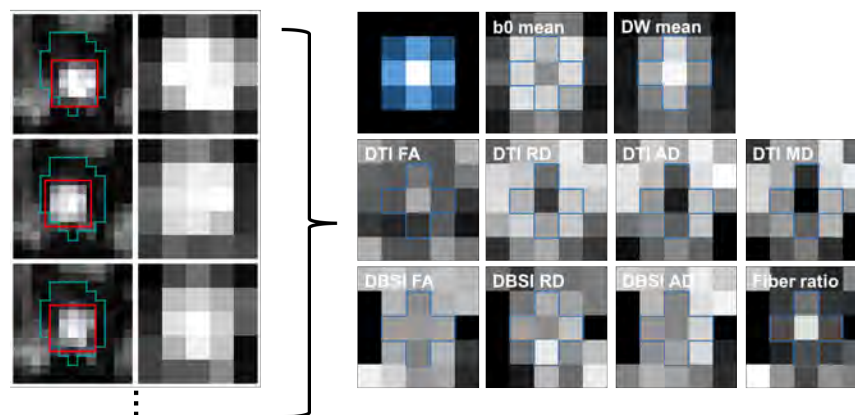 b0 mean
DW mean
DTI FA
DTI RD
DTI AD
DTI MD
DBSI FA
DBSI RD
DBSI AD
Fiber ratio